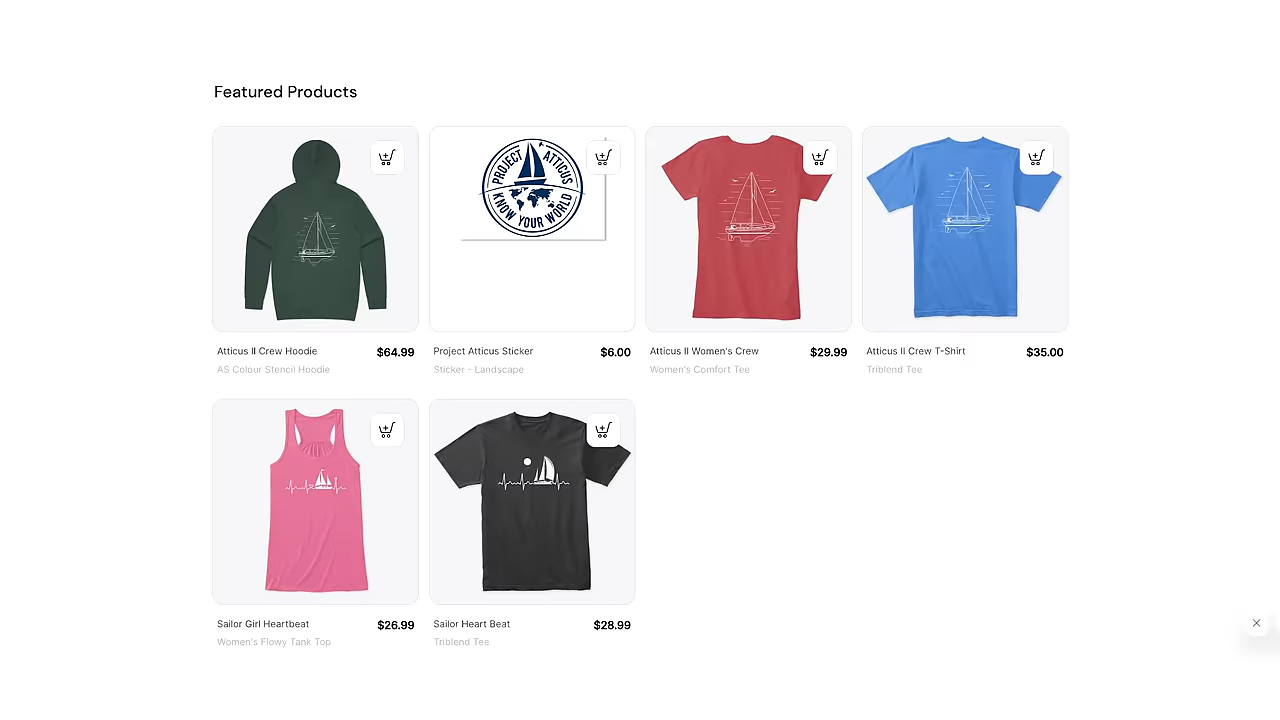 Featured Products
PROJECT ATTICUS
KNOW YOUR WORLD
Atticus II Crew Hoodie $64.99
AS Colour Stencil Hoodie
Project Atticus Sticker $6.00
Sticker - Landscape
Atticus II Women's Crew $29.99
Women's Comfort Tee
Atticus II Crew T-Shirt $35.00
Triblend Tee
Sailor Girl Heartbeat $26.99
Women's Flowy Tank Top
Sailor Heart Beat $28.99
Triblend Tee